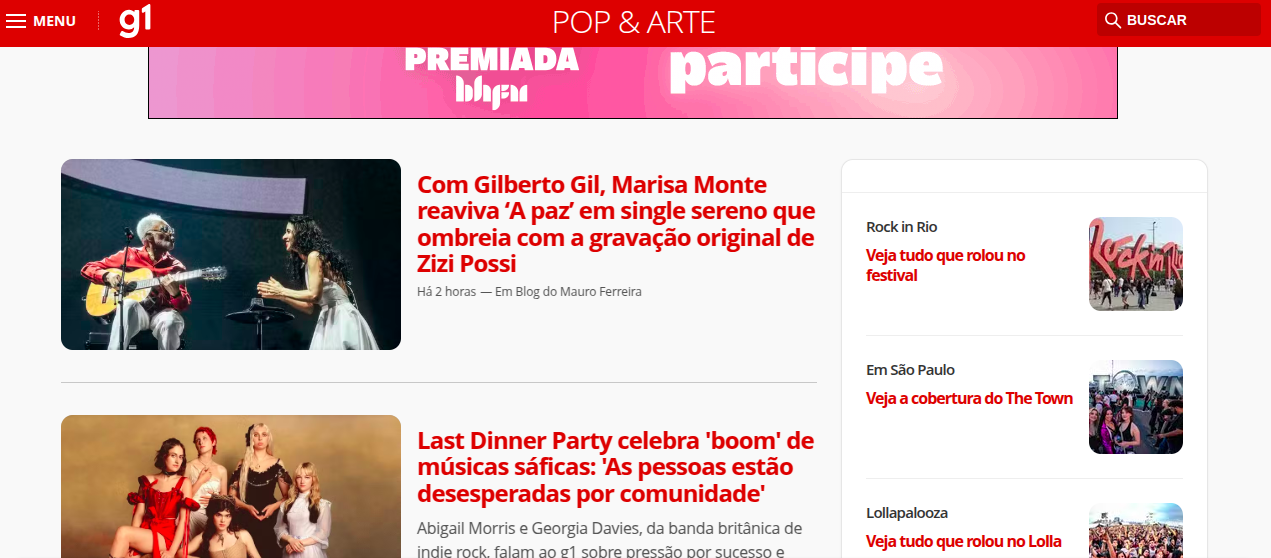 MENU
g1
POP & ARTE
BUSCAR
PREMIADA
bhfm
participe
Com Gilberto Gil, Marisa Monte
reaviva ‘A paz’ em single sereno que
ombreia com a gravação original de
Zizi Possi
Há 2 horas — Em Blog do Mauro Ferreira
Last Dinner Party celebra 'boom' de
músicas sáficas: 'As pessoas estão
desesperadas por comunidade'
Abigail Morris e Georgia Davies, da banda britânica de
indie rock, falam ao g1 sobre pressão por sucesso e
Rock in Rio
Veja tudo que rolou no
festival
Rock in Rio
Em São Paulo
Veja a cobertura do The Town
TOWN
Lollapalooza
Veja tudo que rolou no Lolla